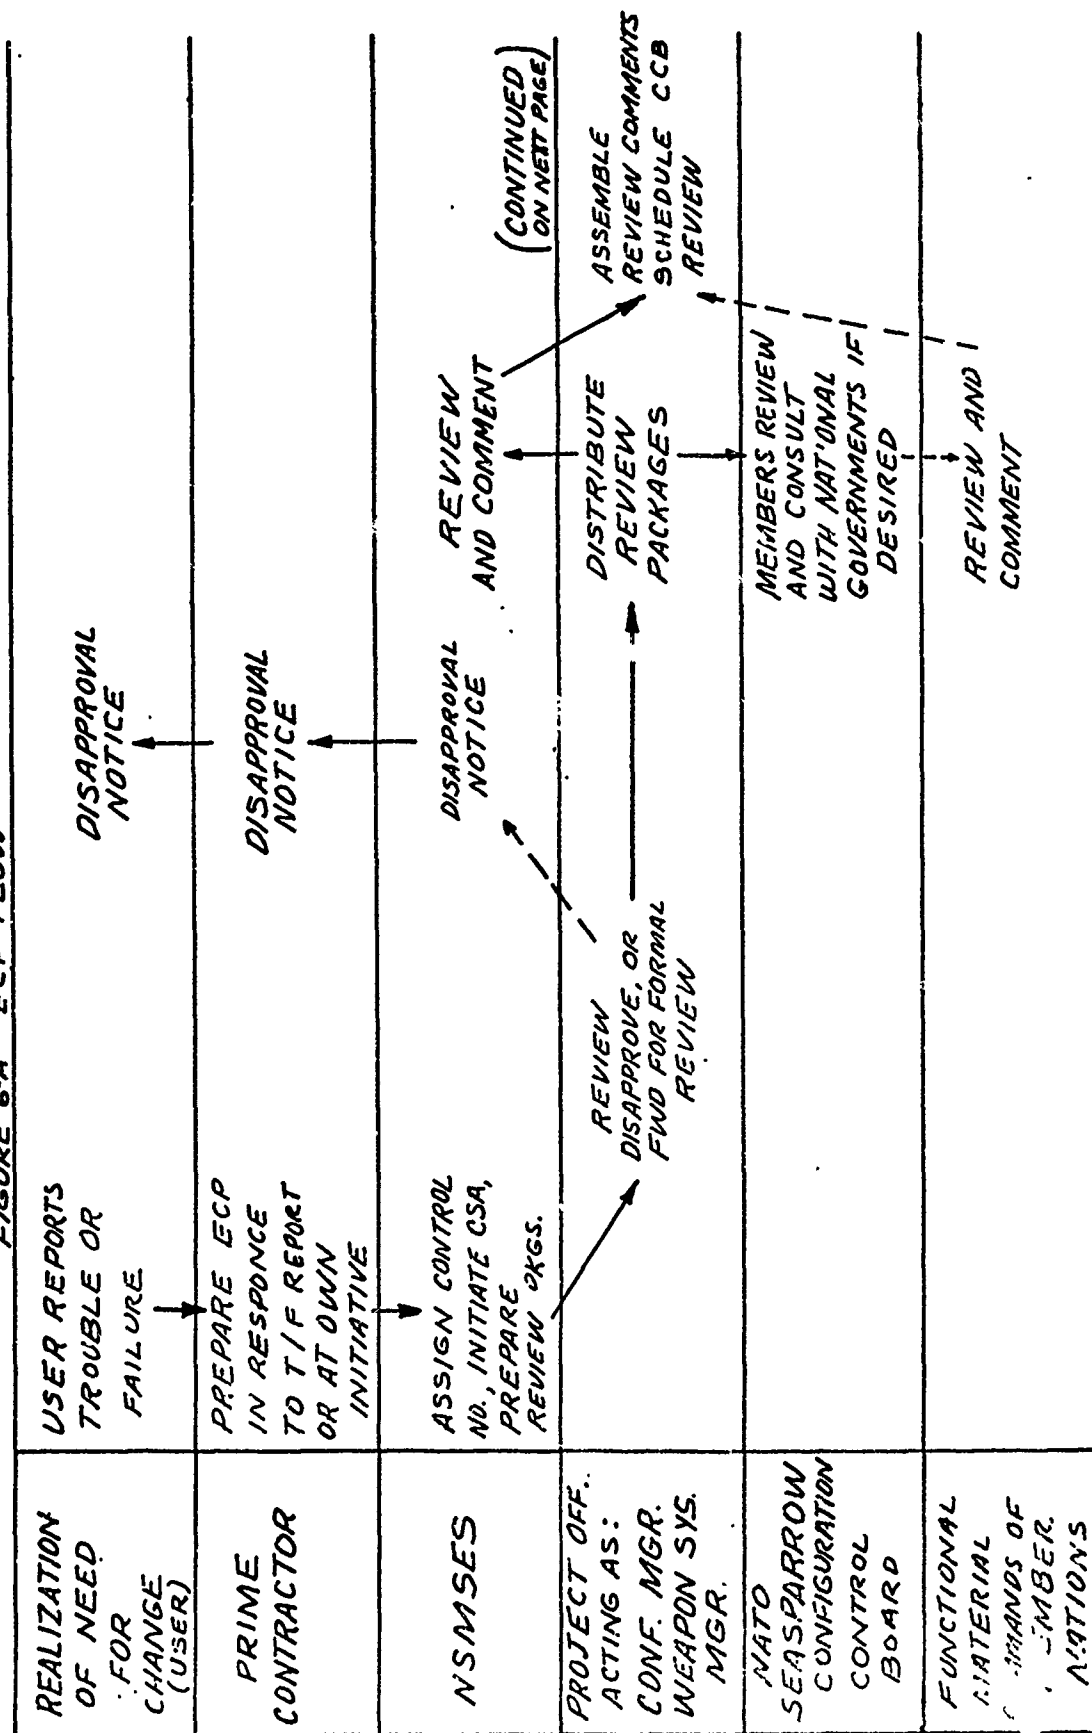 FIGURE 6-A ECP FLOW
REALIZATION
OF NEED
FOR
CHANGE
(USER)
USER REPORTS
TROUBLE OR
FAILURE
DISAPPROVAL
NOTICE
PRIME
CONTRACTOR
PREPARE ECP
IN RESPONCE
TO T/F REPORT
OR AT OWN
INITIATIVE
DISAPPROVAL
NOTICE
NSMSES
ASSIGN CONTROL
NO., INITIATE CSA,
PREPARE
REVIEW PKGS.
DISAPPROVAL
NOTICE
REVIEW
AND COMMENT
(CONTINUED
ON NEXT PAGE)
PROJECT OFF.
ACTING AS:
CONF. MGR.
WEAPON SYS.
MGR.
REVIEW
DISAPPROVE, OR
FWD FOR FORMAL
REVIEW
DISTRIBUTE
REVIEW
PACKAGES
ASSEMBLE
REVIEW COMMENTS
SCHEDULE CCB
REVIEW
NATO
SEASPARROW
CONFIGURATION
CONTROL
BOARD
MEMBERS REVIEW
AND CONSULT
WITH NAT'ONAL
GOVERNMENTS IF
DESIRED
FUNCTIONAL
MATERIAL
OF
NATIONS
REVIEW AND
COMMENT